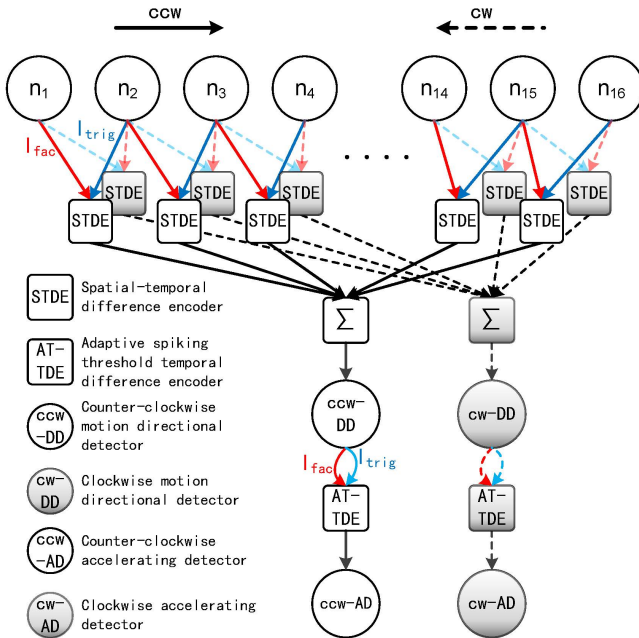 CCW
CW
n1
n2
n3
n4
n14
n15
n16
Ifac
Itrig
. . . .
STDE
STDE
STDE
STDE
STDE
STDE
STDE
STDE
STDE
STDE
Σ
Σ
STDE
Spatial-temporal
difference encoder
AT-
TDE
Adaptive spiking
threshold temporal
difference encoder
ccw
-DD
Counter-clockwise
motion directional
detector
cw-
DD
Clockwise motion
directional detector
ccw
-AD
Counter-clockwise
accelerating detector
cw-
AD
Clockwise accelerating
detector
ccw-
DD
cw-DD
Ifac
Itrig
AT-
TDE
AT-
TDE
ccw-AD
cw-AD